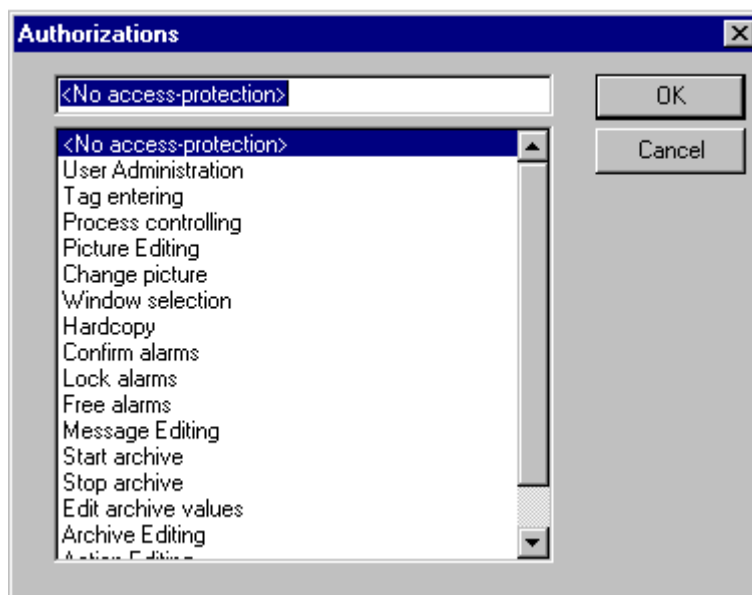 Authorizations
<No access-protection>
OK
<No access-protection>
Cancel
User Administration
Tag entering
Process controlling
Picture Editing
Change picture
Window selection
Hardcopy
Confirm alarms
Lock alarms
Free alarms
Message Editing
Start archive
Stop archive
Edit archive values
Archive Editing
Action Editing